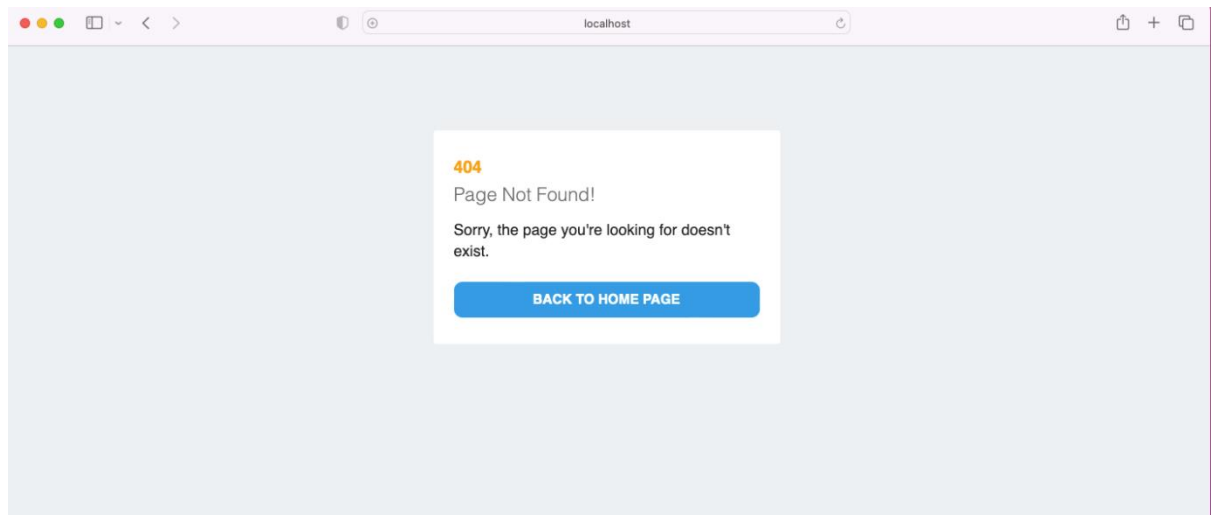 localhost
404
Page Not Found!
Sorry, the page you're looking for doesn't
exist.
BACK TO HOME PAGE